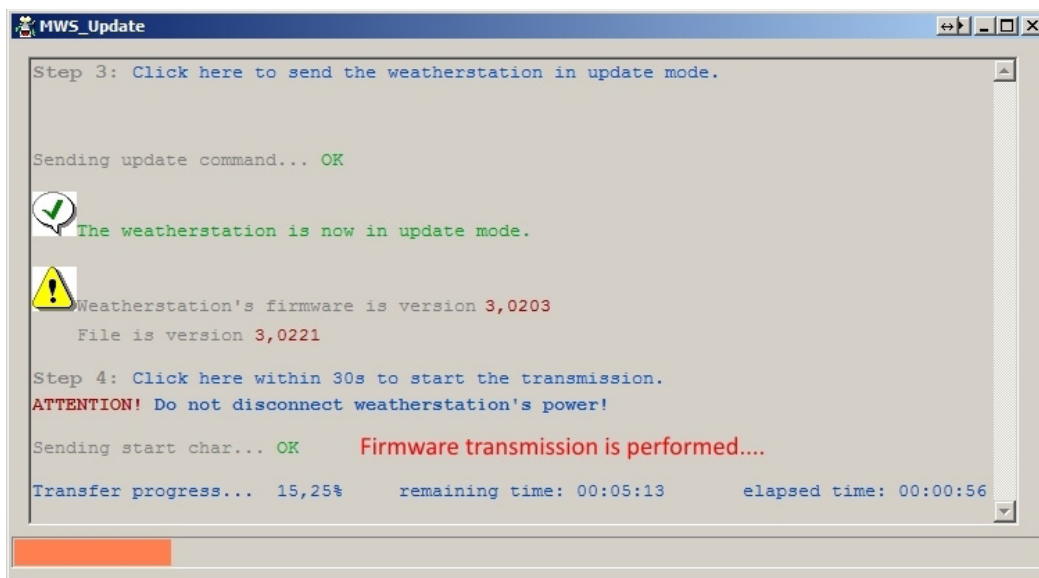 MWS_Update
Step 3: Click here to send the weatherstation in update mode.
Sending update command... OK
The weatherstation is now in update mode.
Weatherstation's firmware is version 3,0203
File is version 3,0221
Step 4: Click here within 30s to start the transmission.
ATTENTION! Do not disconnect weatherstation's power!
Sending start char... OK Firmware transmission is performed....
Transfer progress... 15,25% remaining time: 00:05:13 elapsed time: 00:00:56